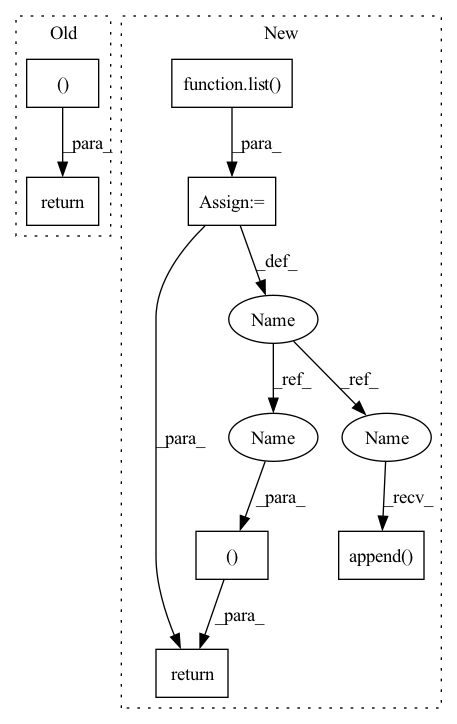 Old
New
()
function.list()
_para_
_para_
return
Assign:=
_def_
Name
_para_
_ref_
_ref_
Name
Name
_para_
_recv_
()
append()
_para_
return